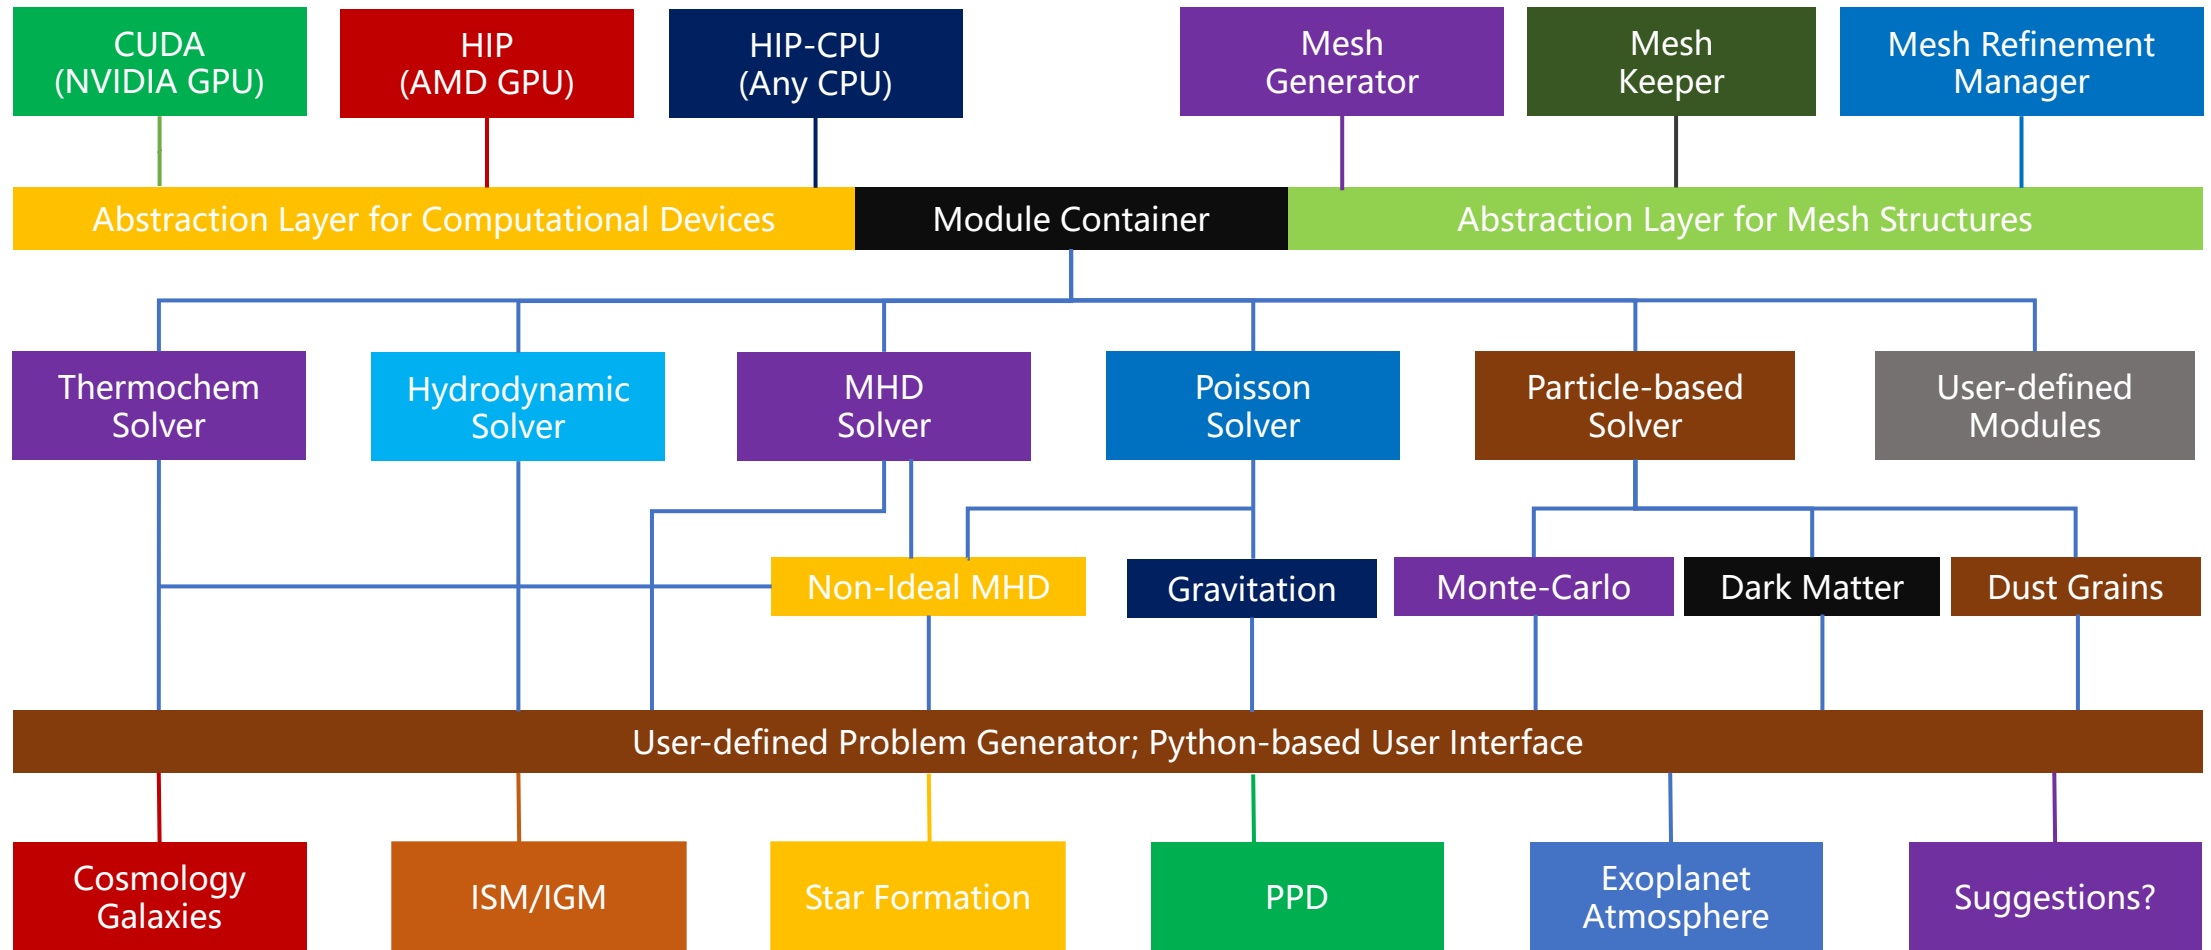 CUDA
(NVIDIA GPU)
HIP
(AMD GPU)
HIP-CPU
(Any CPU)
Mesh
Generator
Mesh
Keeper
Mesh Refinement
Manager
Abstraction Layer for Computational Devices
Module Container
Abstraction Layer for Mesh Structures
Thermochem
Solver
Hydrodynamic
Solver
MHD
Solver
Poisson
Solver
Particle-based
Solver
User-defined
Modules
Non-Ideal MHD
Gravitation
Monte-Carlo
Dark Matter
Dust Grains
User-defined Problem Generator; Python-based User Interface
Cosmology
Galaxies
ISM/IGM
Star Formation
PPD
Exoplanet
Atmosphere
Suggestions?